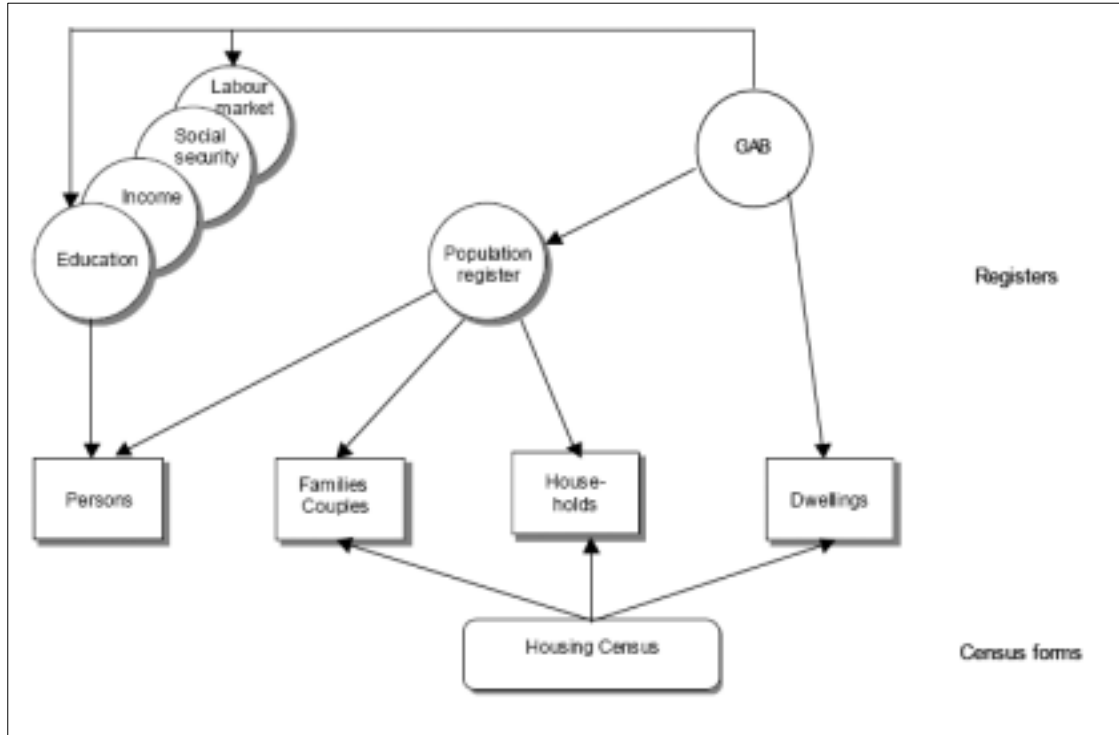 Labour
market
Social
security
GAB
Income
Education
Population
register
Registers
Persons
Families
Couples
House-
holds
Dwellings
Housing Census
Census forms